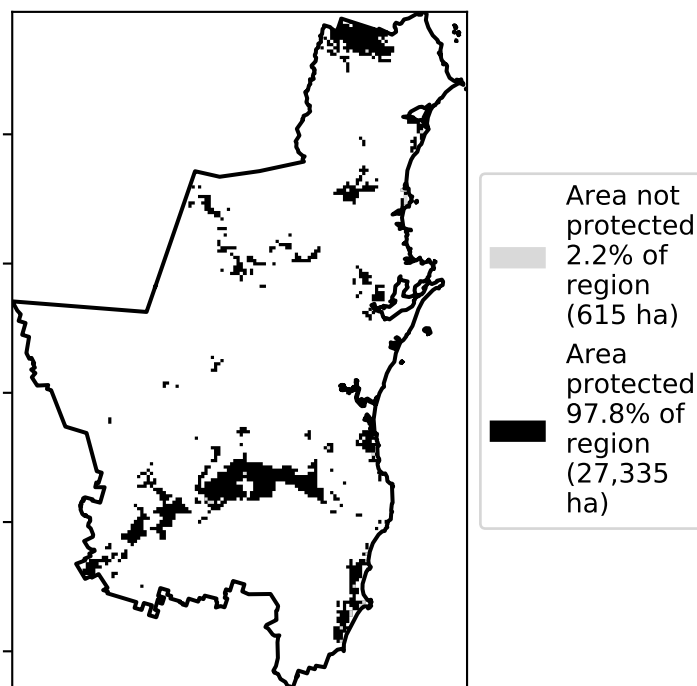 Area not
protected
2.2% of
region
(615 ha)
Area
protected
97.8% of
region
(27,335
ha)